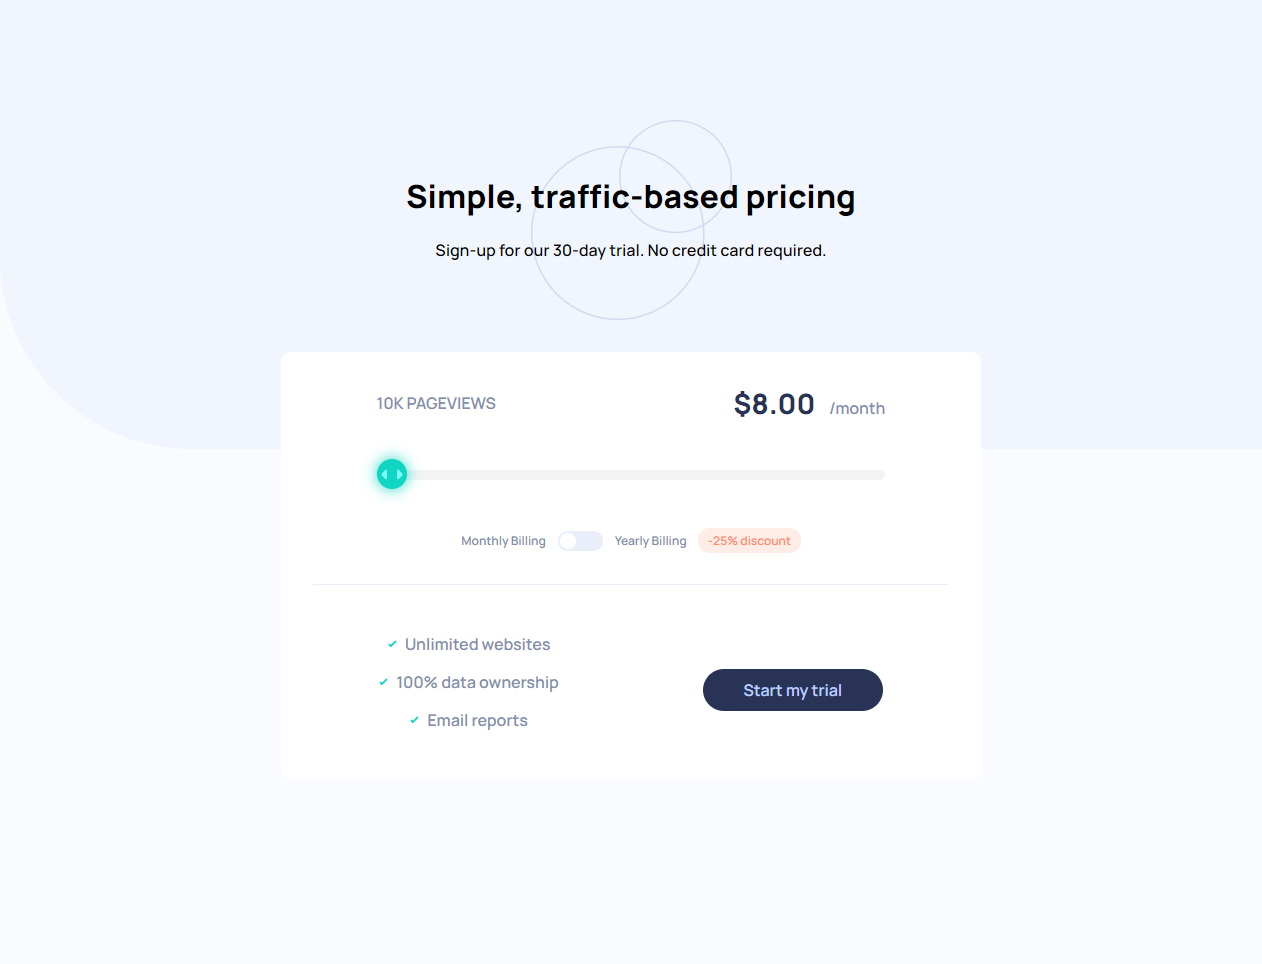 Simple, traffic-based pricing
Sign-up for our 30-day trial. No credit card required.
10K PAGEVIEWS
$8.00 /month
Monthly Billing Yearly Billing -25% discount
Unlimited websites
100% data ownership
Email reports
Start my trial